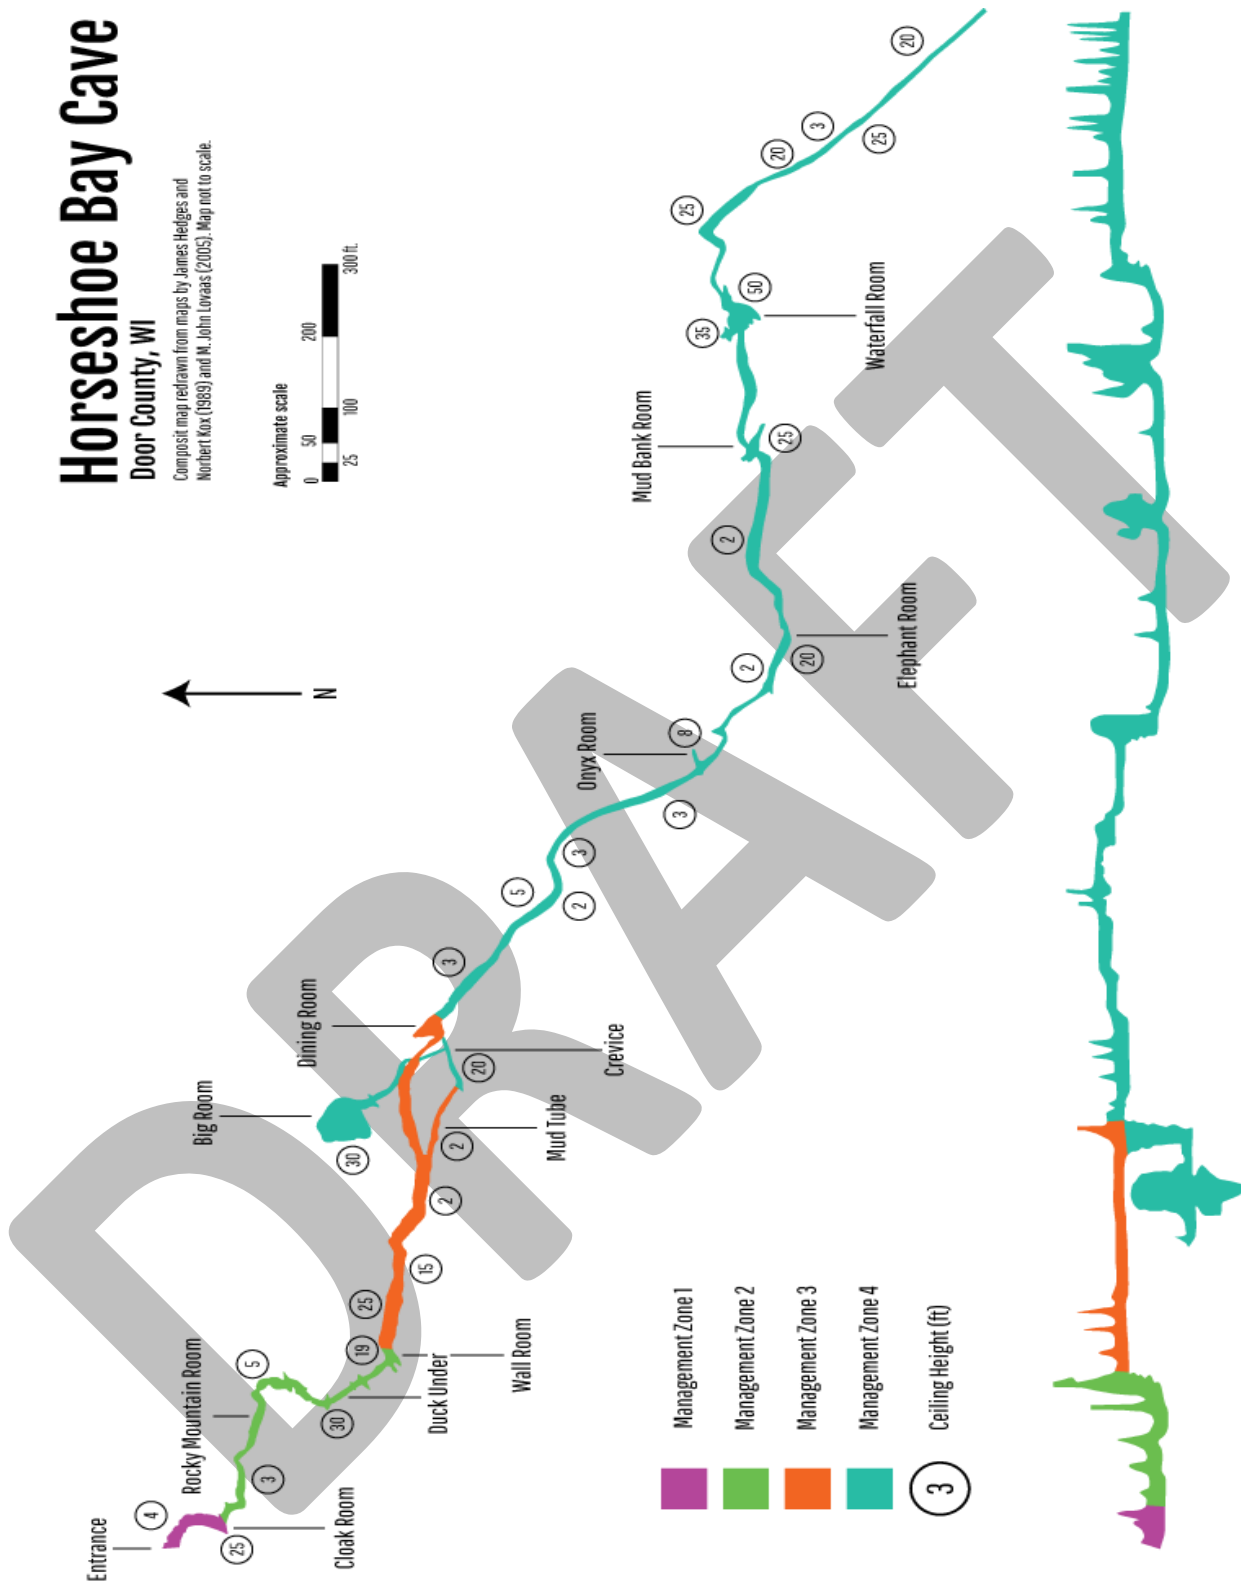 Horseshoe Bay Cave
Door County, WI
Composit map redrawn from maps by James Hedges and
Norbert Kox (1989) and M. John Lovaas (2005). Map not to scale.
Approximate scale
0 50 200
25 100 300 ft.
N
DRAFT
Entrance
4
25
Cloak Room
3
Rocky Mountain Room
5
30
Duck Under
19
Wall Room
25
15
2
2
Mud Tube
Big Room
30
20
Crevice
Dining Room
3
5
2
3
3
Onyx Room
8
2
20
Elephant Room
2
Mud Bank Room
25
35
50
Waterfall Room
25
20
3
25
20
Management Zone 1
Management Zone 2
Management Zone 3
Management Zone 4
3 Ceiling Height (ft)